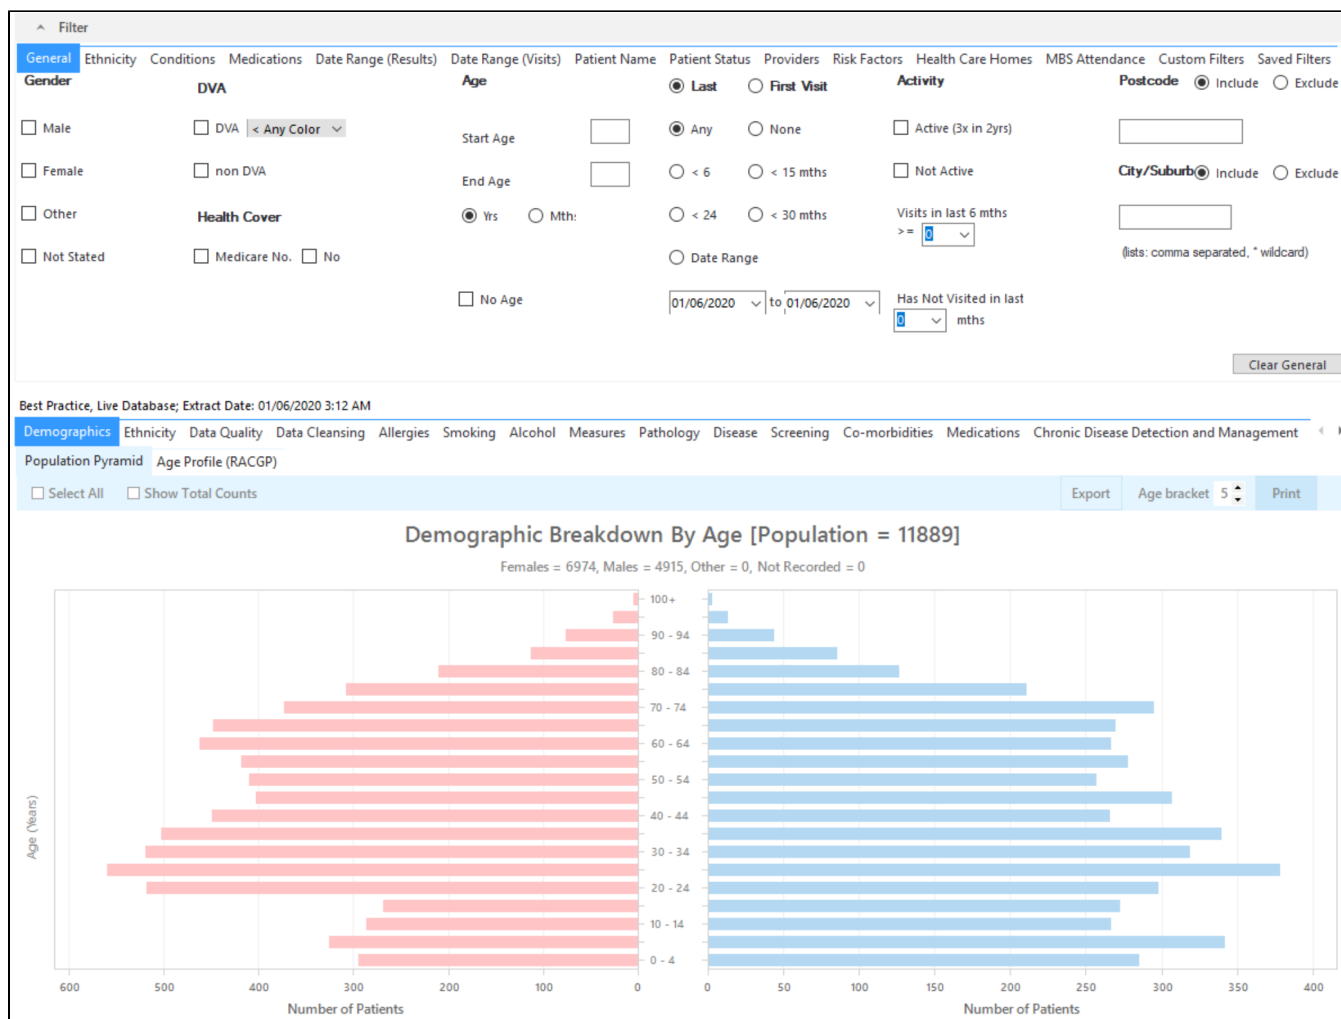 Filter
General Ethnicity Conditions Medications Date Range (Results) Date Range (Visits) Patient Name Patient Status Providers Risk Factors Health Care Homes MBS Attendance Custom Filters Saved Filters
Gender DVA Age Last First Visit Activity Postcode Include Exclude
Male DVA < Any Color Start Age Any None Active (3x in 2yrs)
Female non DVA End Age < 6 < 15 mths Not Active City/Suburb Include Exclude
Other Health Cover Yrs Mths < 24 < 30 mths Visits in last 6 mths
>= 0
Not Stated Medicare No. No Date Range (lists: comma separated, * wildcard)
No Age 01/06/2020 to 01/06/2020 Has Not Visited in last
0 mths
Clear General
Best Practice, Live Database; Extract Date: 01/06/2020 3:12 AM
Demographics Ethnicity Data Quality Data Cleansing Allergies Smoking Alcohol Measures Pathology Disease Screening Co-morbidities Medications Chronic Disease Detection and Management
Population Pyramid Age Profile (RACGP)
Select All Show Total Counts Export Age bracket 5 Print
Demographic Breakdown By Age [Population = 11889]
Females = 6974, Males = 4915, Other = 0, Not Recorded = 0
100+
90 - 94
80 - 84
70 - 74
60 - 64
50 - 54
40 - 44
30 - 34
20 - 24
10 - 14
0 - 4
Age (Years)
600 500 400 300 200 100 0 0 50 100 150 200 250 300 350 400
Number of Patients Number of Patients